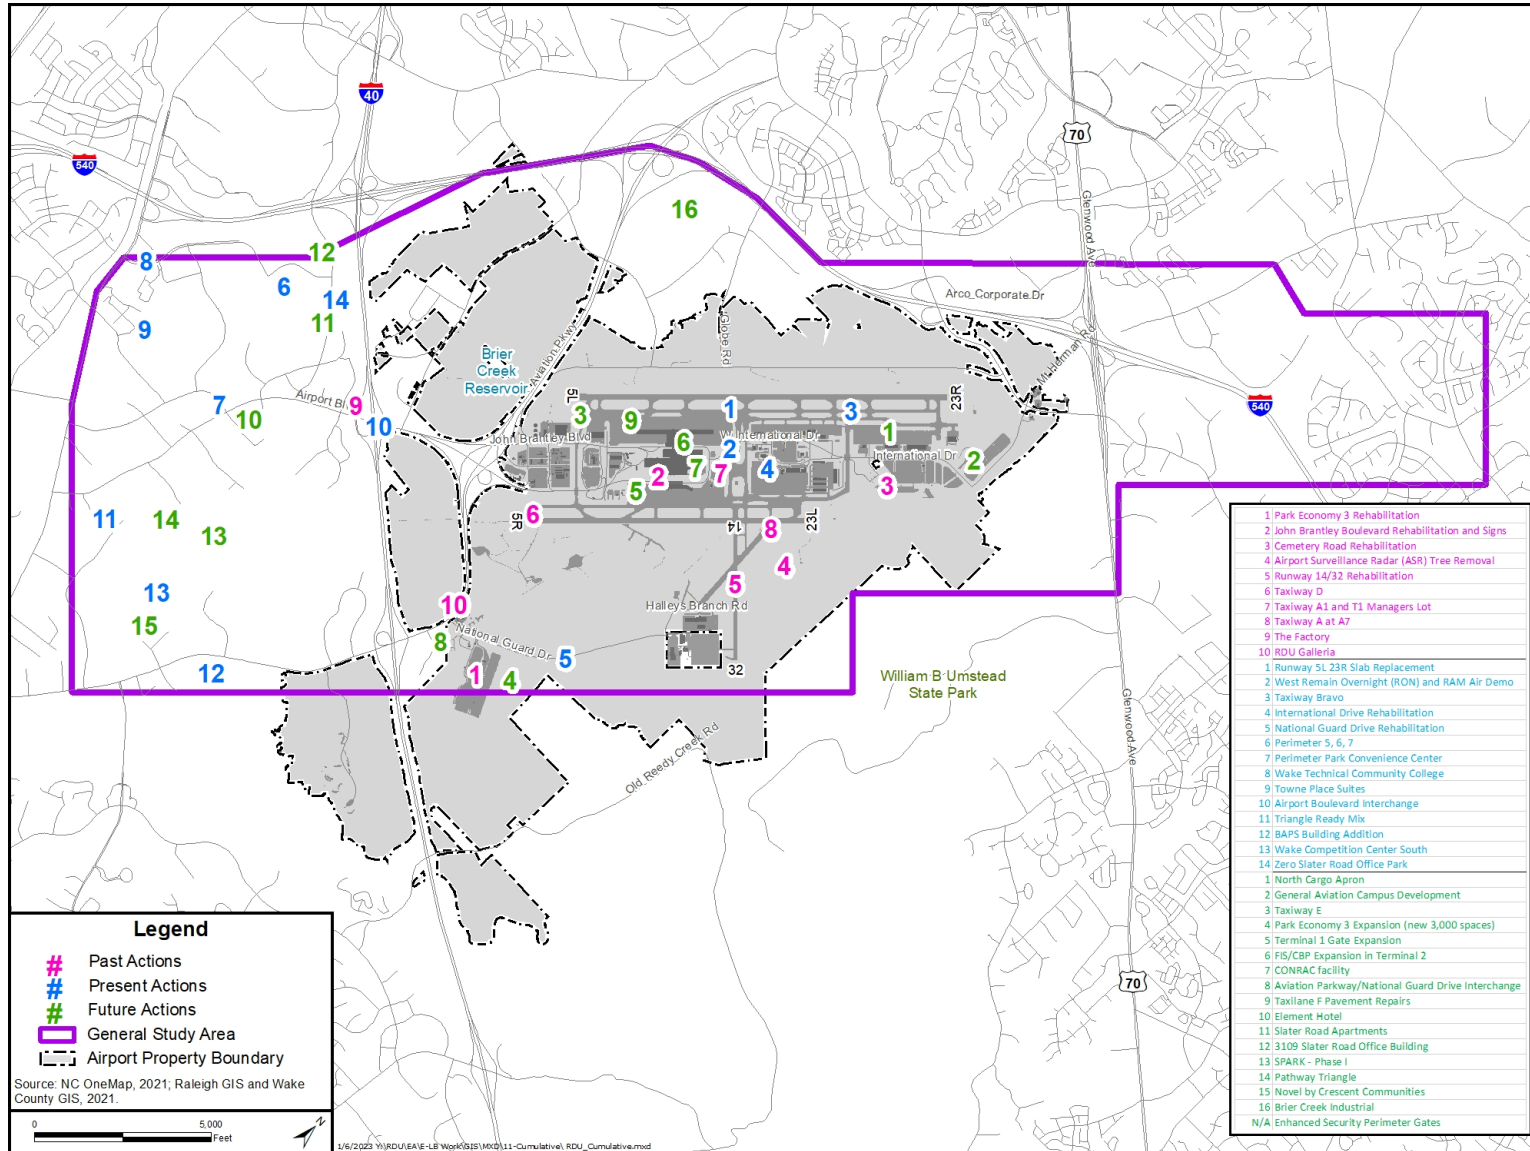 40
540
70
Glenwood Ave
16
12
8
6
14
11
9
Arco Corporate Dr
Globe Rd
Mt Herman Rd
Aviation Pkwy
Brier
Creek
Reservoir
540
5L
23R
7
10
Airport Bl
9
10
3
9
1
3
1
John Brantley Blvd
W International Dr
International Dr
6
2
7
2
7
4
2
3
5
11
14
13
5R
6
14
8
23L
4
5
13
15
10
Halleys Branch Rd
National Guard Dr
8
5
12
1
4
32
William B Umstead
State Park
Old Reedy Creek Rd
Glenwood Ave
70
1 Park Economy 3 Rehabilitation
2 John Brantley Boulevard Rehabilitation and Signs
3 Cemetery Road Rehabilitation
4 Airport Surveillance Radar (ASR) Tree Removal
5 Runway 14/32 Rehabilitation
6 Taxiway D
7 Taxiway A1 and T1 Managers Lot
8 Taxiway A at A7
9 The Factory
10 RDU Galleria
1 Runway 5L 23R Slab Replacement
2 West Remain Overnight (RON) and RAM Air Demo
3 Taxiway Bravo
4 International Drive Rehabilitation
5 National Guard Drive Rehabilitation
6 Perimeter 5, 6, 7
7 Perimeter Park Convenience Center
8 Wake Technical Community College
9 Towne Place Suites
10 Airport Boulevard Interchange
11 Triangle Ready Mix
12 BAPS Building Addition
13 Wake Competition Center South
14 Zero Slater Road Office Park
1 North Cargo Apron
2 General Aviation Campus Development
3 Taxiway E
4 Park Economy 3 Expansion (new 3,000 spaces)
5 Terminal 1 Gate Expansion
6 FIS/CBP Expansion in Terminal 2
7 CONRAC facility
8 Aviation Parkway/National Guard Drive Interchange
9 Taxilane F Pavement Repairs
10 Element Hotel
11 Slater Road Apartments
12 3109 Slater Road Office Building
13 SPARK - Phase I
14 Pathway Triangle
15 Novel by Crescent Communities
16 Brier Creek Industrial
N/A Enhanced Security Perimeter Gates
Legend
# Past Actions
# Present Actions
# Future Actions
General Study Area
Airport Property Boundary
Source: NC OneMap, 2021; Raleigh GIS and Wake
County GIS, 2021.
0 5,000
Feet
N
1/6/2023 Y:\RDU\EA\E-LB Work\GIS\MXD\11-Cumulative\ RDU_Cumulative.mxd